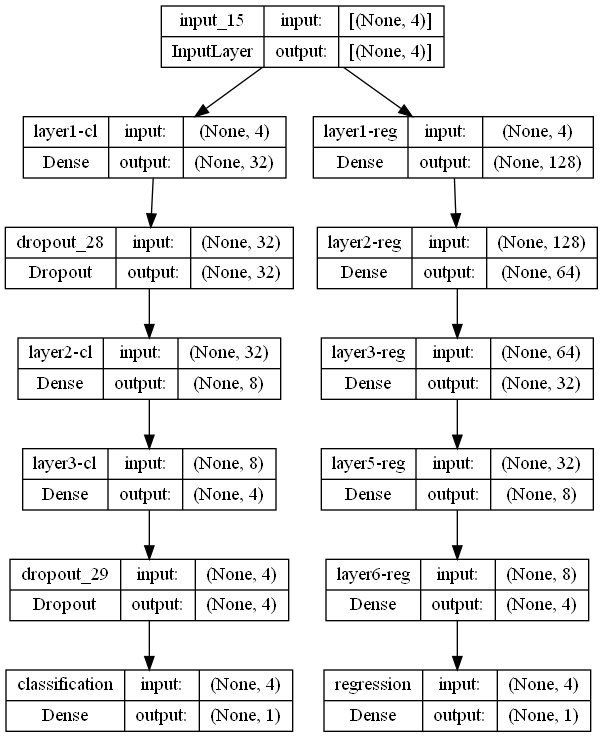 input_15 input: [(None, 4)]
InputLayer output: [(None, 4)]
layer1-cl input: (None, 4)
Dense output: (None, 32)
layer1-reg input: (None, 4)
Dense output: (None, 128)
dropout_28 input: (None, 32)
Dropout output: (None, 32)
layer2-reg input: (None, 128)
Dense output: (None, 64)
layer2-cl input: (None, 32)
Dense output: (None, 8)
layer3-reg input: (None, 64)
Dense output: (None, 32)
layer3-cl input: (None, 8)
Dense output: (None, 4)
layer5-reg input: (None, 32)
Dense output: (None, 8)
dropout_29 input: (None, 4)
Dropout output: (None, 4)
layer6-reg input: (None, 8)
Dense output: (None, 4)
classification input: (None, 4)
Dense output: (None, 1)
regression input: (None, 4)
Dense output: (None, 1)